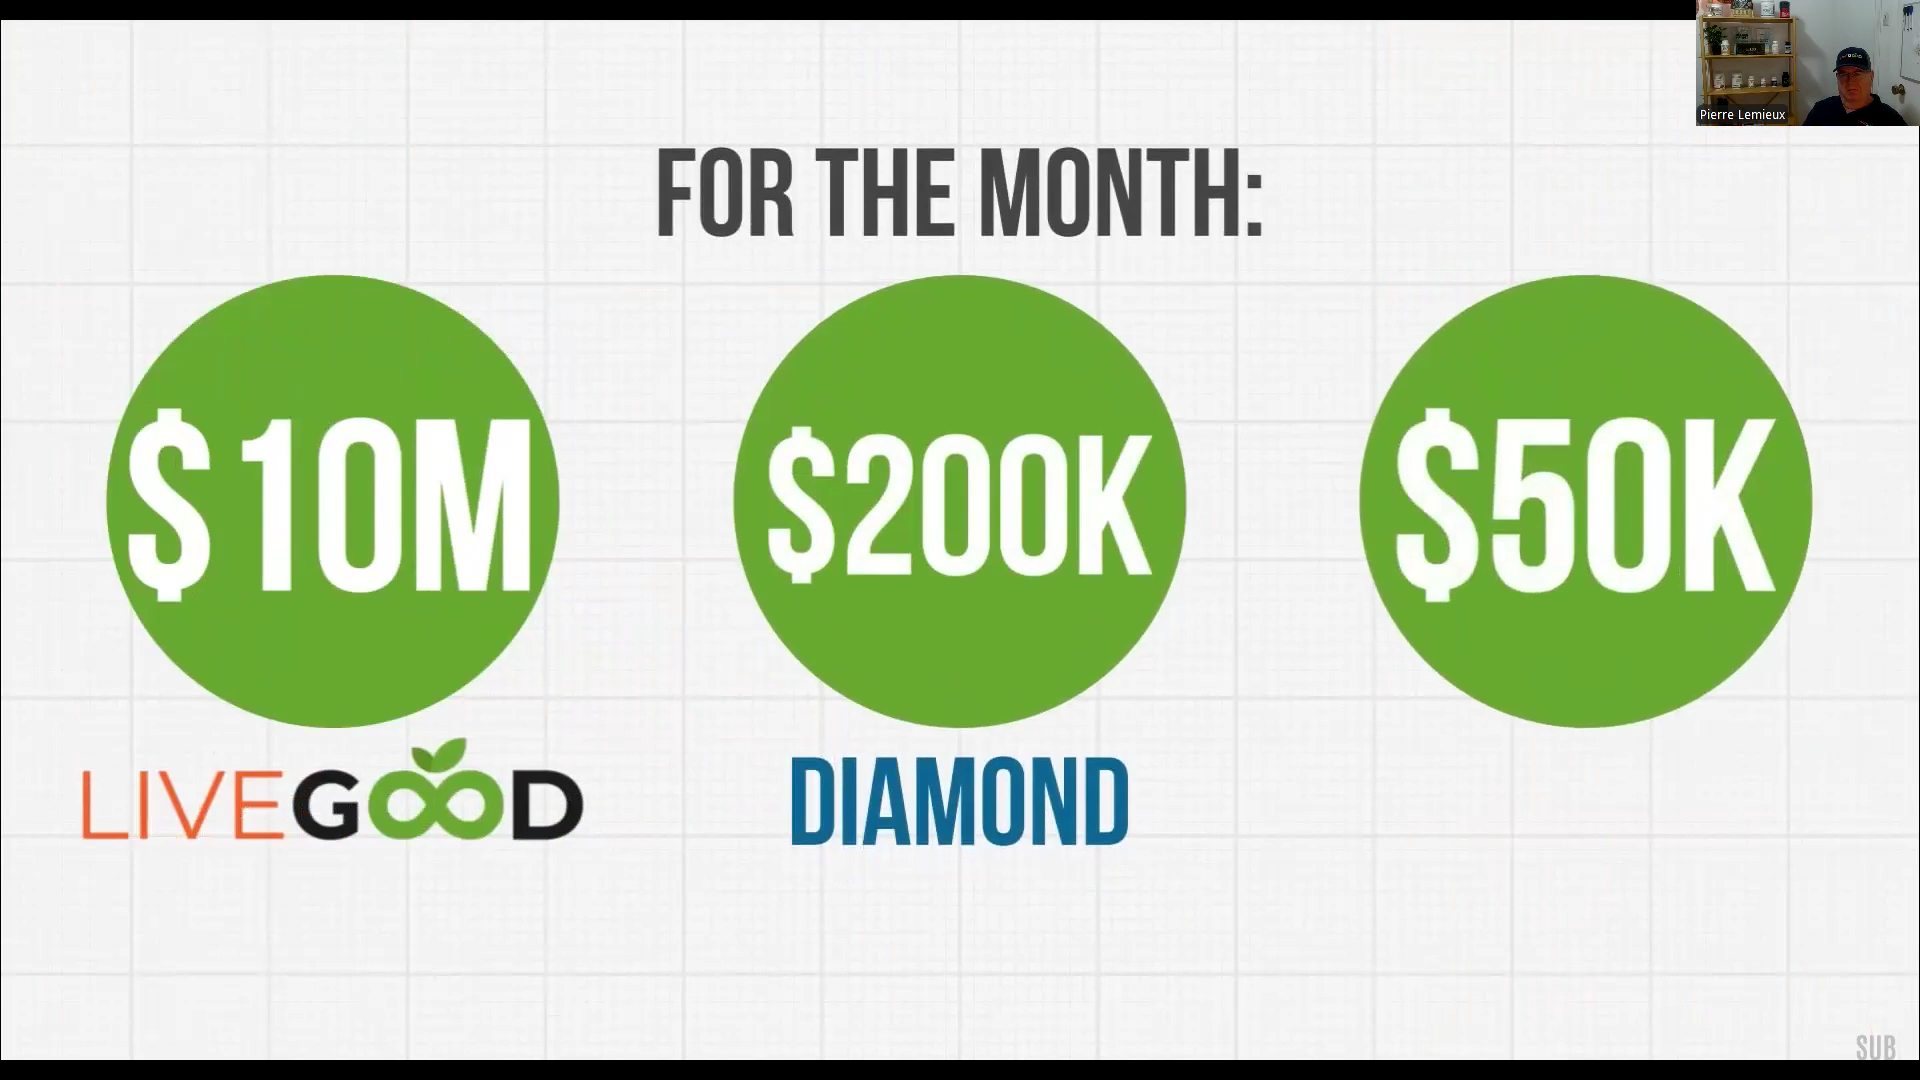 Pierre Lemieux
FOR THE MONTH:
$10M
$200K
$50K
LIVEGOOD
DIAMOND
SUB